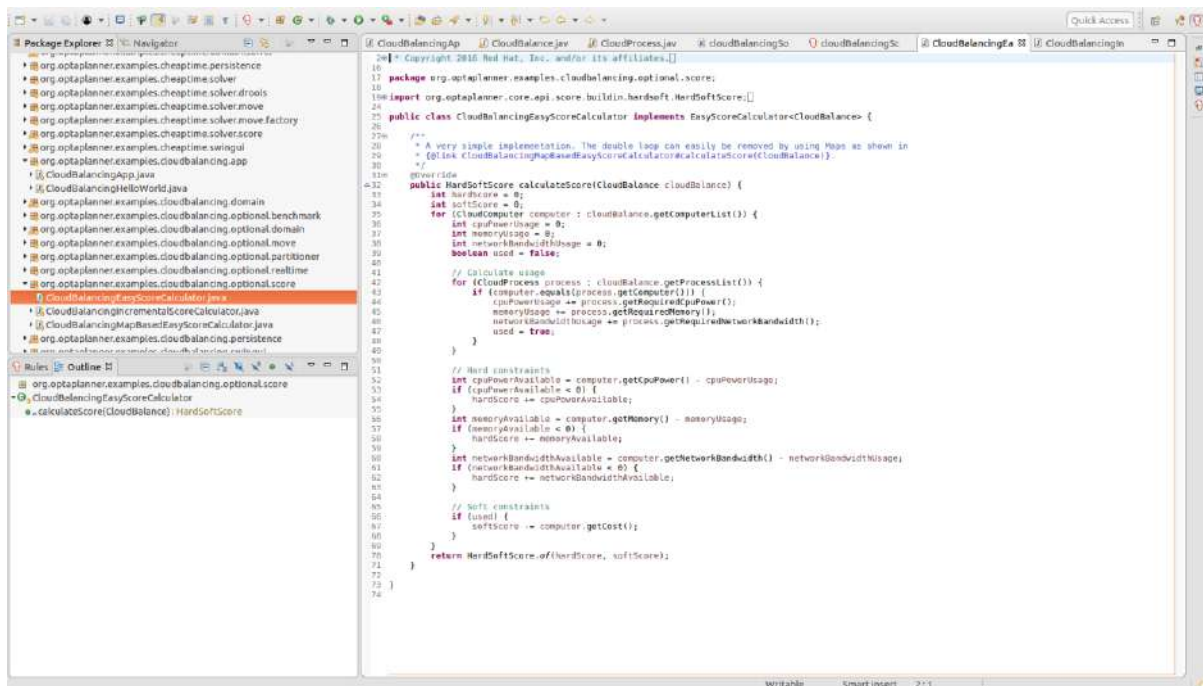 Quick Access
Package Explorer
Navigator
org.optaplanner.examples.cheaptime.persistence
org.optaplanner.examples.cheaptime.solver
org.optaplanner.examples.cheaptime.solver.drools
org.optaplanner.examples.cheaptime.solver.move
org.optaplanner.examples.cheaptime.solver.move.factory
org.optaplanner.examples.cheaptime.solver.score
org.optaplanner.examples.cheaptime.swingui
org.optaplanner.examples.cloudbalancing.app
CloudBalancingApp.java
CloudBalancingHelloWorld.java
org.optaplanner.examples.cloudbalancing.domain
org.optaplanner.examples.cloudbalancing.optional.benchmark
org.optaplanner.examples.cloudbalancing.optional.domain
org.optaplanner.examples.cloudbalancing.optional.move
org.optaplanner.examples.cloudbalancing.optional.partitioner
org.optaplanner.examples.cloudbalancing.optional.realtime
org.optaplanner.examples.cloudbalancing.optional.score
CloudBalancingEasyScoreCalculator.java
CloudBalancingIncrementalScoreCalculator.java
CloudBalancingMapBasedEasyScoreCalculator.java
org.optaplanner.examples.cloudbalancing.persistence
Rules
Outline
org.optaplanner.examples.cloudbalancing.optional.score
CloudBalancingEasyScoreCalculator
calculateScore(CloudBalance) : HardSoftScore
CloudBalancingAp
CloudBalance.jav
CloudProcess.jav
cloudBalancingSo
cloudBalancingSc
CloudBalancingEa
CloudBalancingIn
2 * Copyright 2016 Red Hat, Inc. and/or its affiliates.
16
17 package org.optaplanner.examples.cloudbalancing.optional.score;
18
19 import org.optaplanner.core.api.score.buildin.hardsoft.HardSoftScore;
24
25 public class CloudBalancingEasyScoreCalculator implements EasyScoreCalculator<CloudBalance> {
26
27 /**
28 * A very simple implementation. The double loop can easily be removed by using Maps as shown in
29 * {@link CloudBalancingMapBasedEasyScoreCalculator#calculateScore(CloudBalance)}.
30 */
31 @Override
32 public HardSoftScore calculateScore(CloudBalance cloudBalance) {
33 int hardScore = 0;
34 int softScore = 0;
35 for (CloudComputer computer : cloudBalance.getComputerList()) {
36 int cpuPowerUsage = 0;
37 int memoryUsage = 0;
38 int networkBandwidthUsage = 0;
39 boolean used = false;
40
41 // Calculate usage
42 for (CloudProcess process : cloudBalance.getProcessList()) {
43 if (computer.equals(process.getComputer())) {
44 cpuPowerUsage += process.getRequiredCpuPower();
45 memoryUsage += process.getRequiredMemory();
46 networkBandwidthUsage += process.getRequiredNetworkBandwidth();
47 used = true;
48 }
49 }
50
51 // Hard constraints
52 int cpuPowerAvailable = computer.getCpuPower() - cpuPowerUsage;
53 if (cpuPowerAvailable < 0) {
54 hardScore += cpuPowerAvailable;
55 }
56 int memoryAvailable = computer.getMemory() - memoryUsage;
57 if (memoryAvailable < 0) {
58 hardScore += memoryAvailable;
59 }
60 int networkBandwidthAvailable = computer.getNetworkBandwidth() - networkBandwidthUsage;
61 if (networkBandwidthAvailable < 0) {
62 hardScore += networkBandwidthAvailable;
63 }
64
65 // Soft constraints
66 if (used) {
67 softScore -= computer.getCost();
68 }
69 }
70 return HardSoftScore.of(hardScore, softScore);
71 }
72
73 }
74
Writable
Smart Insert
2 : 1